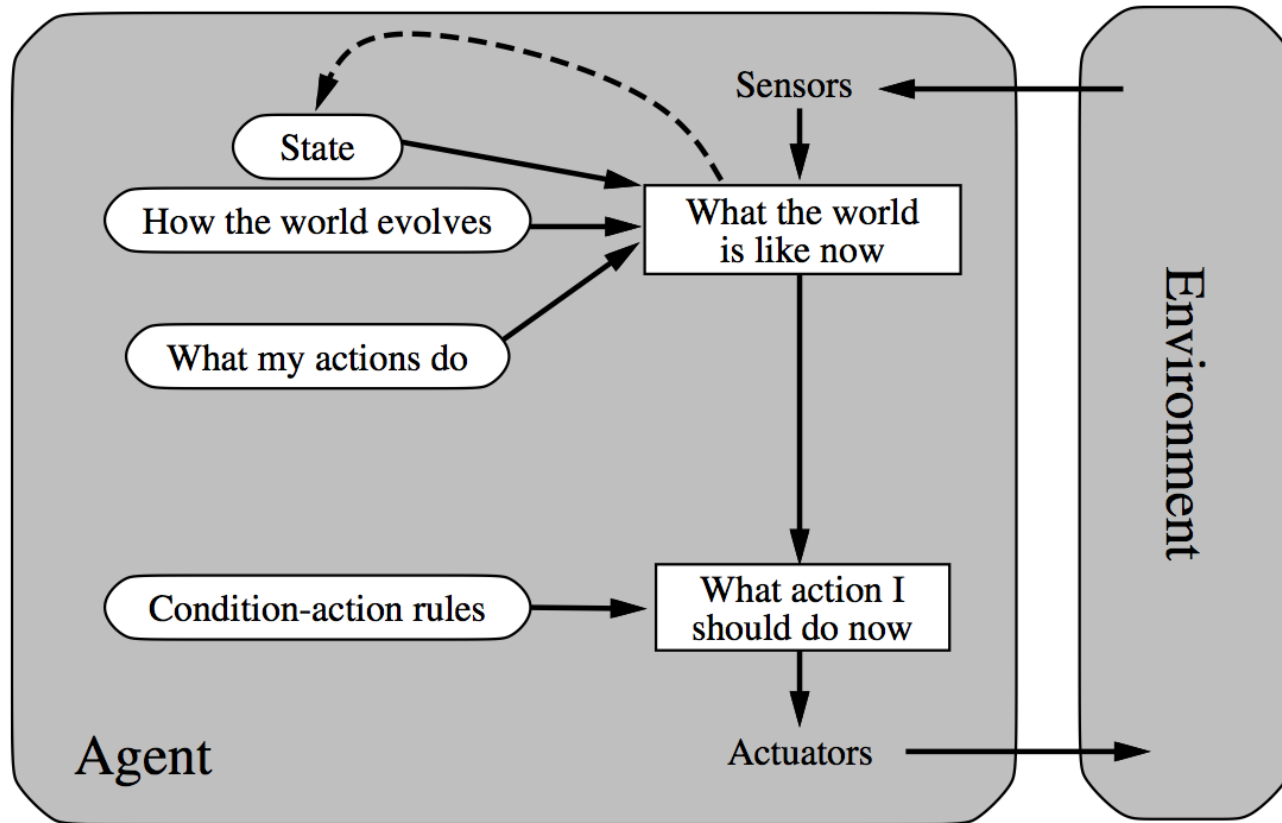 Sensors
State
How the world evolves
What the world
is like now
What my actions do
Environment
Condition-action rules
What action I
should do now
Agent
Actuators